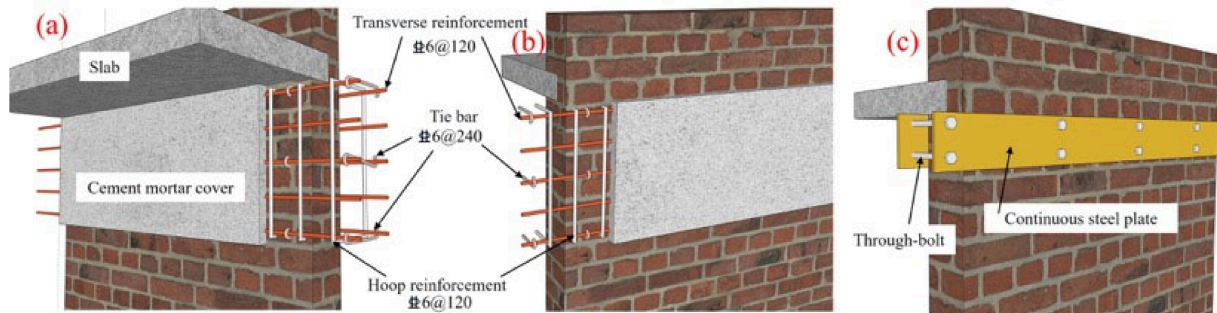 (a)
Slab
Cement mortar cover
Transverse reinforcement
⌀6@120
Tie bar
⌀6@240
Hoop reinforcement
⌀6@120
(b)
(c)
Continuous steel plate
Through-bolt